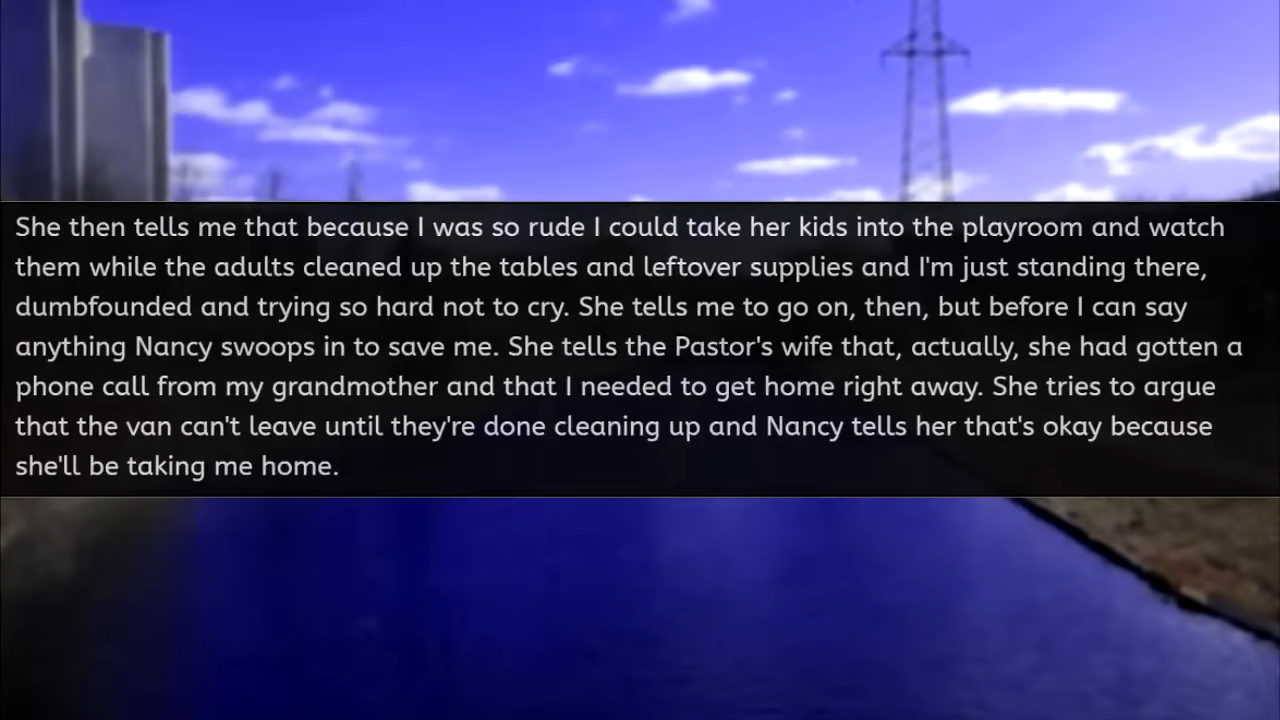 She then tells me that because I was so rude I could take her kids into the playroom and watch
them while the adults cleaned up the tables and leftover supplies and I'm just standing there,
dumbfounded and trying so hard not to cry. She tells me to go on, then, but before I can say
anything Nancy swoops in to save me. She tells the Pastor's wife that, actually, she had gotten a
phone call from my grandmother and that I needed to get home right away. She tries to argue
that the van can't leave until they're done cleaning up and Nancy tells her that's okay because
she'll be taking me home.